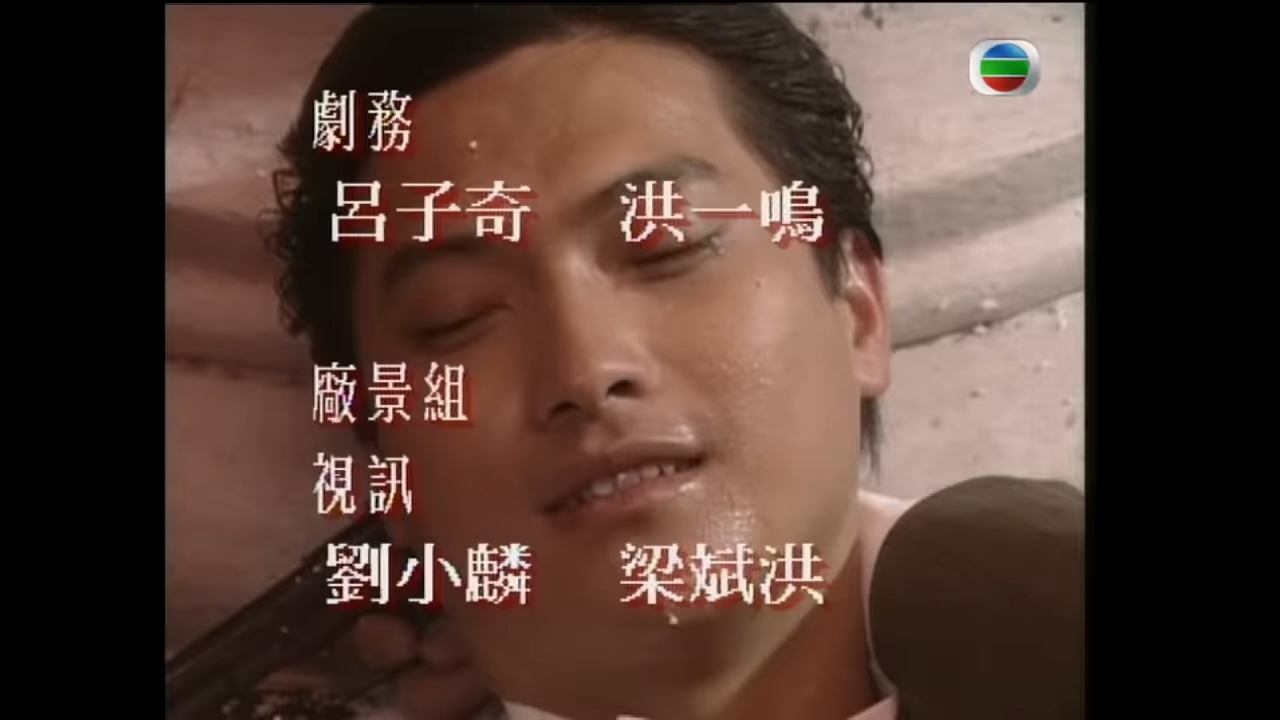 劇務
呂子奇 洪一鳴
廠景組
視訊
劉小麟 梁斌洪